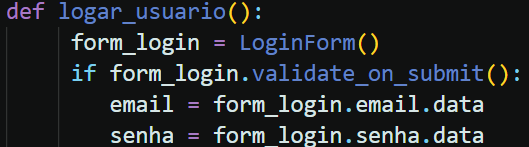 def logar_usuario():
form_login = LoginForm()
if form_login.validate_on_submit():
email = form_login.email.data
senha = form_login.senha.data